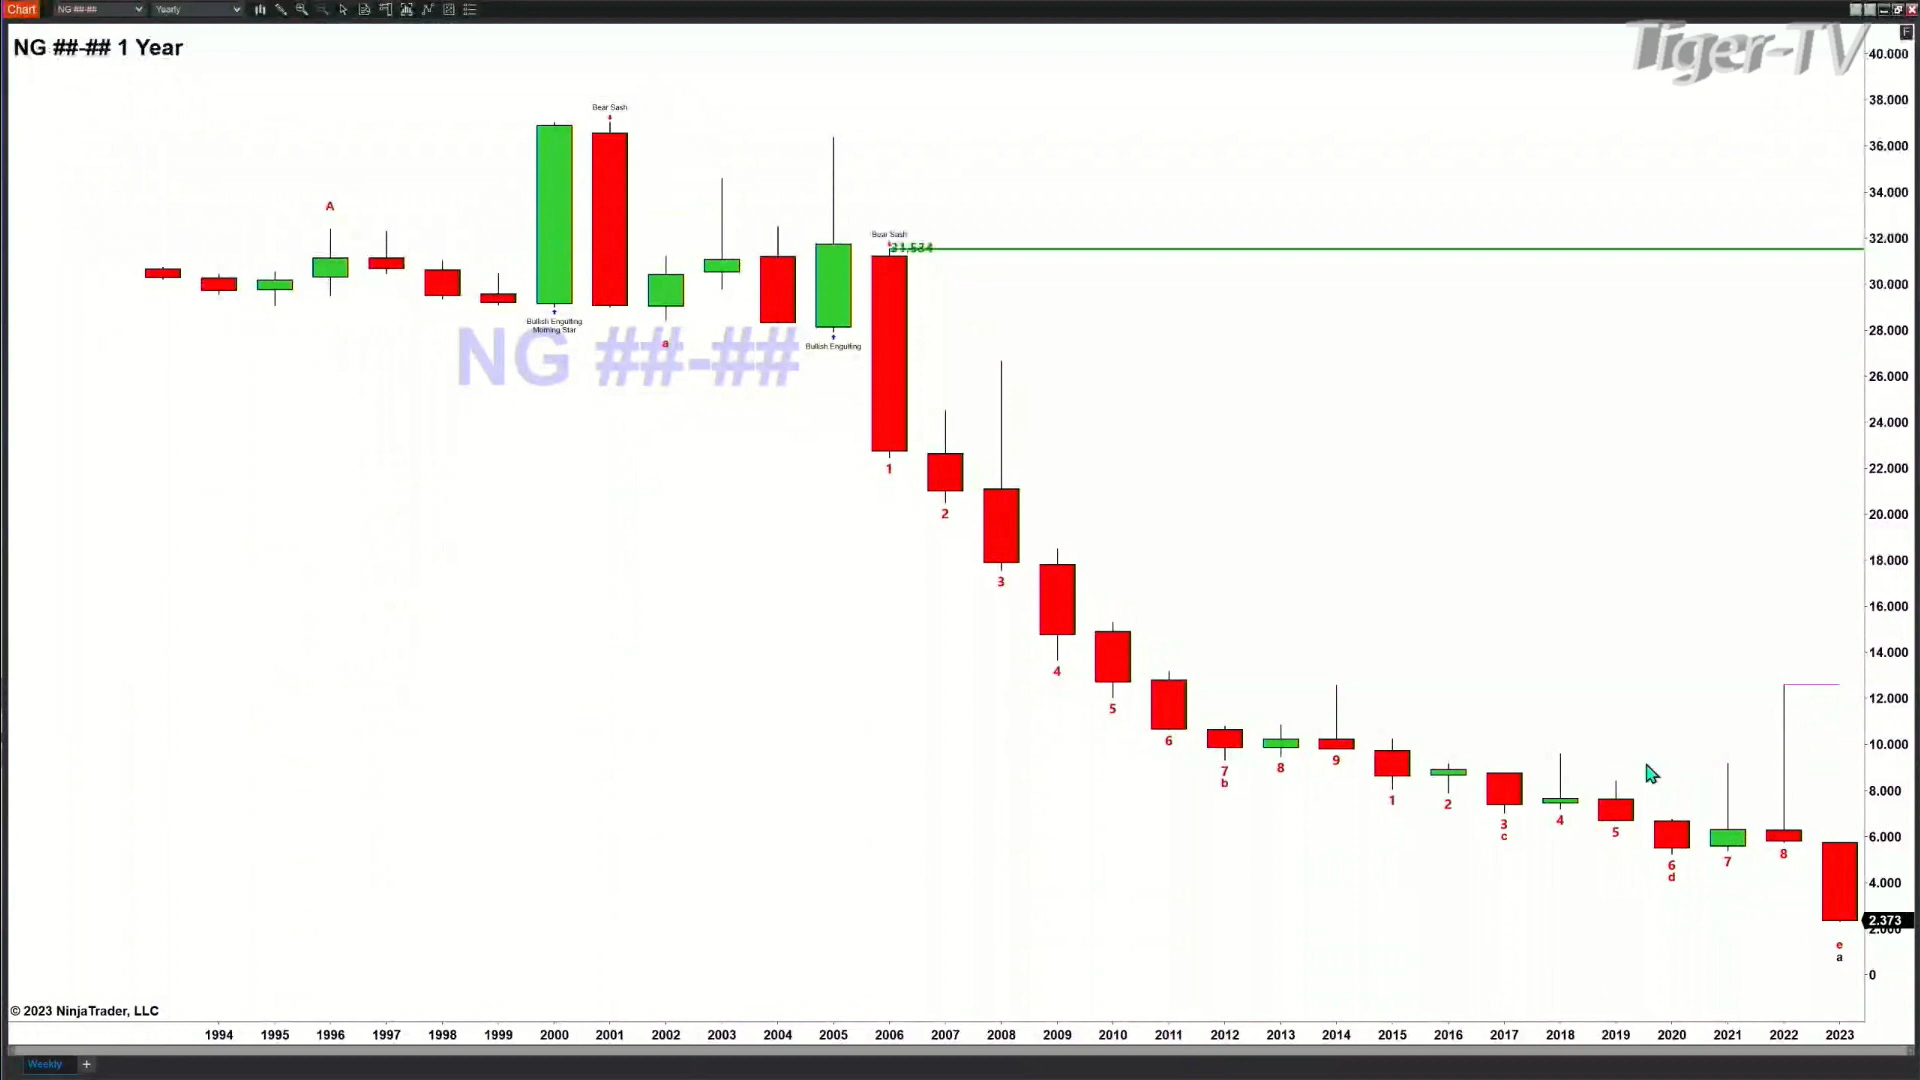 Chart NG ##-## Yearly
NG ##-## 1 Year
Tiger-TV
F
40.000
38.000
36.000
34.000
32.000
30.000
28.000
26.000
24.000
22.000
20.000
18.000
16.000
14.000
12.000
10.000
8.000
6.000
4.000
2.373
2.000
0
Bear Sash
A
Bear Sash
31.534
Bullish Engulfing
Morning Star
a
Bullish Engulfing
NG ##-##
1
2
3
4
5
6
7
b
8
9
1
2
3
c
4
5
6
d
7
8
e
a
© 2023 NinjaTrader, LLC
1994 1995 1996 1997 1998 1999 2000 2001 2002 2003 2004 2005 2006 2007 2008 2009 2010 2011 2012 2013 2014 2015 2016 2017 2018 2019 2020 2021 2022 2023
Weekly +